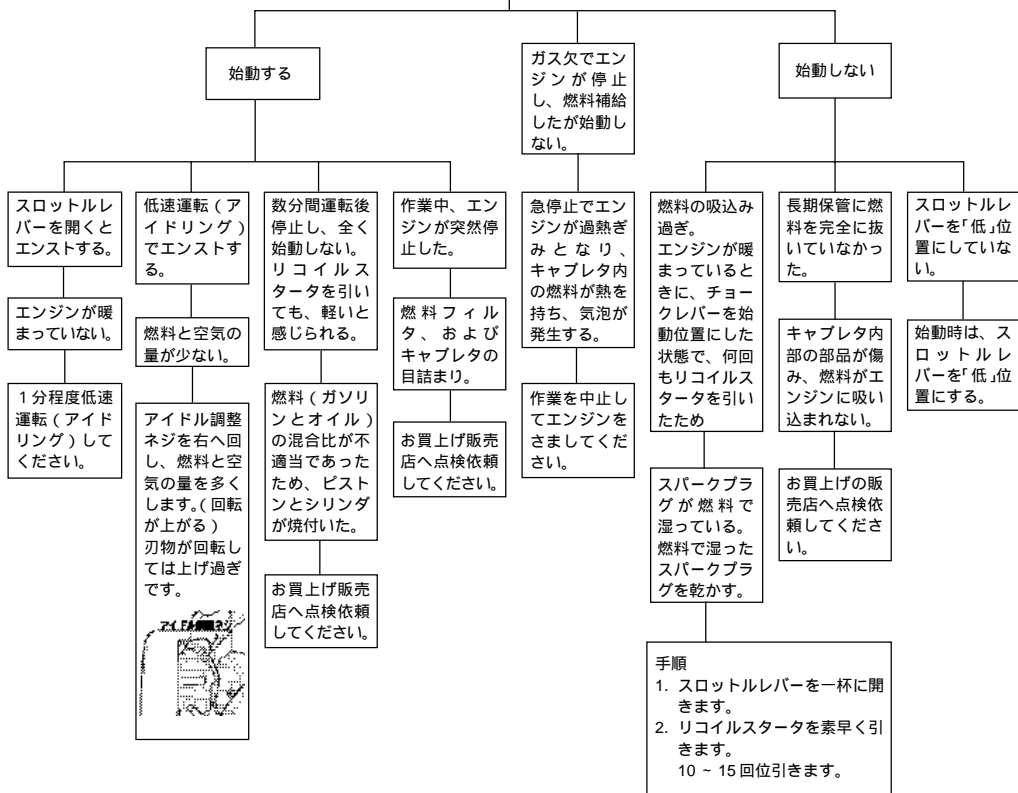 始動する
ガス欠でエン
ジンが停止
し、燃料補給
したが始動し
ない。
始動しない
スロットルレ
バーを開くと
エンストする。
エンジンが暖
まっていない。
1分程度低速
運転(アイド
リング)して
ください。
低速運転(ア
イドリング)
でエンストす
る。
燃料と空気の
量が少ない。
アイドル調整
ネジを右へ回
し、燃料と空
気の量を多く
します。(回転
が上がる)
刃物が回転し
ては上げ過ぎ
です。
アイドル調整ネジ
数分間運転後
停止し、全く
始動しない。
リコイルス
タータを引い
ても、軽いと
感じられる。
燃料(ガソリ
ンとオイル)
の混合比が不
適当であった
ため、ピスト
ンとシリンダ
が焼付いた。
お買上げ販売
店へ点検依頼
してください。
作業中、エン
ジンが突然停
止した。
燃料フィル
タ、および
キャブレタの
目詰まり。
お買上げ販売
店へ点検依頼
してください。
急停止でエン
ジンが過熱ぎ
みとなり、
キャブレタ内
の燃料が熱を
持ち、気泡が
発生する。
作業を中止し
てエンジンを
さましてくだ
さい。
燃料の吸込み
過ぎ。
エンジンが暖
まっているとき
に、チョー
クレバーを始
動位置にした
状態で、何回
もリコイルス
タータを引い
たため
スパークプラ
グが燃料で
湿っている。
燃料で湿った
スパークプラ
グを乾かす。
手順
1. スロットルレバーを一杯に開
きます。
2. リコイルスタータを素早く引
きます。
10 ~ 15 回位引きます。
長期保管に燃
料を完全に抜
いていなかっ
た。
キャブレタ内
部の部品が傷
み、燃料がエ
ンジンに吸い
込まれない。
お買上げの販
売店へ点検依
頼してくださ
い。
スロットルレ
バーを「低」位
置にしていな
い。
始動時は、ス
ロットルレ
バーを「低」位
置にする。